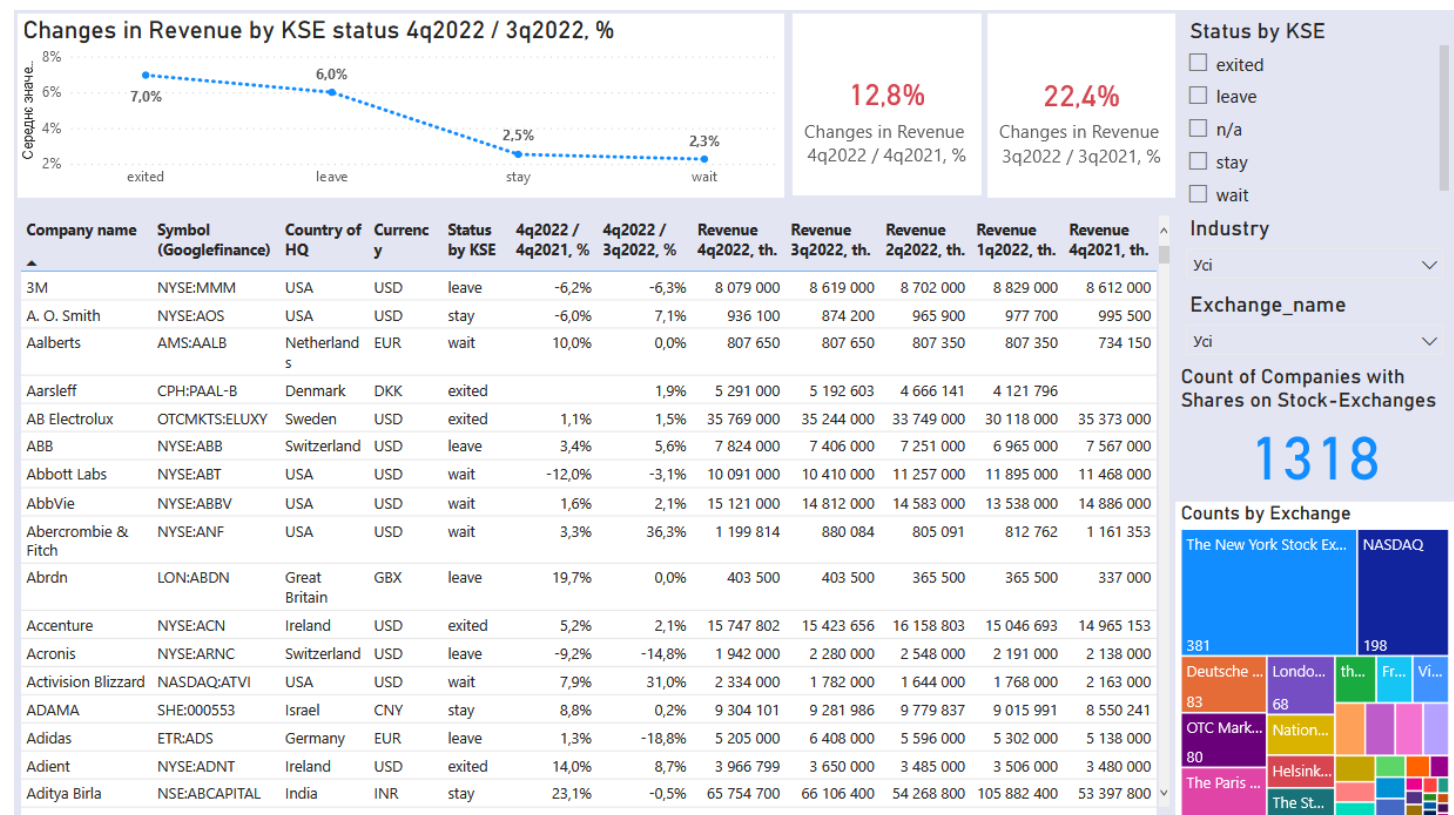 Changes in Revenue by KSE status 4q2022 / 3q2022, %
Середнє значе...
8%
6%
4%
2%
7,0%
6,0%
2,5%
2,3%
exited leave stay wait
12,8%
Changes in Revenue
4q2022 / 4q2021, %
22,4%
Changes in Revenue
3q2022 / 3q2021, %
Status by KSE
exited
leave
n/a
stay
wait
Industry
Усі
Exchange_name
Усі
Count of Companies with
Shares on Stock-Exchanges
1318
Counts by Exchange
The New York Stock Ex...
381
NASDAQ
198
Deutsche ...
83
Londo...
68
th...
Fr...
Vi...
OTC Mark...
80
Nation...
The Paris ...
Helsink...
The St...
Company name Symbol (Googlefinance) Country of HQ Currency Status by KSE 4q2022 / 4q2021, % 4q2022 / 3q2022, % Revenue 4q2022, th. Revenue 3q2022, th. Revenue 2q2022, th. Revenue 1q2022, th. Revenue 4q2021, th.
3M NYSE:MMM USA USD leave -6,2% -6,3% 8 079 000 8 619 000 8 702 000 8 829 000 8 612 000
A. O. Smith NYSE:AOS USA USD stay -6,0% 7,1% 936 100 874 200 965 900 977 700 995 500
Aalberts AMS:AALB Netherlands EUR wait 10,0% 0,0% 807 650 807 650 807 350 807 350 734 150
Aarsleff CPH:PAAL-B Denmark DKK exited 1,9% 5 291 000 5 192 603 4 666 141 4 121 796
AB Electrolux OTCMKTS:ELUXY Sweden USD exited 1,1% 1,5% 35 769 000 35 244 000 33 749 000 30 118 000 35 373 000
ABB NYSE:ABB Switzerland USD leave 3,4% 5,6% 7 824 000 7 406 000 7 251 000 6 965 000 7 567 000
Abbott Labs NYSE:ABT USA USD wait -12,0% -3,1% 10 091 000 10 410 000 11 257 000 11 895 000 11 468 000
AbbVie NYSE:ABBV USA USD wait 1,6% 2,1% 15 121 000 14 812 000 14 583 000 13 538 000 14 886 000
Abercrombie & Fitch NYSE:ANF USA USD wait 3,3% 36,3% 1 199 814 880 084 805 091 812 762 1 161 353
Abrdn LON:ABDN Great Britain GBX leave 19,7% 0,0% 403 500 403 500 365 500 365 500 337 000
Accenture NYSE:ACN Ireland USD exited 5,2% 2,1% 15 747 802 15 423 656 16 158 803 15 046 693 14 965 153
Acronis NYSE:ARNC Switzerland USD leave -9,2% -14,8% 1 942 000 2 280 000 2 548 000 2 191 000 2 138 000
Activision Blizzard NASDAQ:ATVI USA USD wait 7,9% 31,0% 2 334 000 1 782 000 1 644 000 1 768 000 2 163 000
ADAMA SHE:000553 Israel CNY stay 8,8% 0,2% 9 304 101 9 281 986 9 779 837 9 015 991 8 550 241
Adidas ETR:ADS Germany EUR leave 1,3% -18,8% 5 205 000 6 408 000 5 596 000 5 302 000 5 138 000
Adient NYSE:ADNT Ireland USD exited 14,0% 8,7% 3 966 799 3 650 000 3 485 000 3 506 000 3 480 000
Aditya Birla NSE:ABCAPITAL India INR stay 23,1% -0,5% 65 754 700 66 106 400 54 268 800 105 882 400 53 397 800